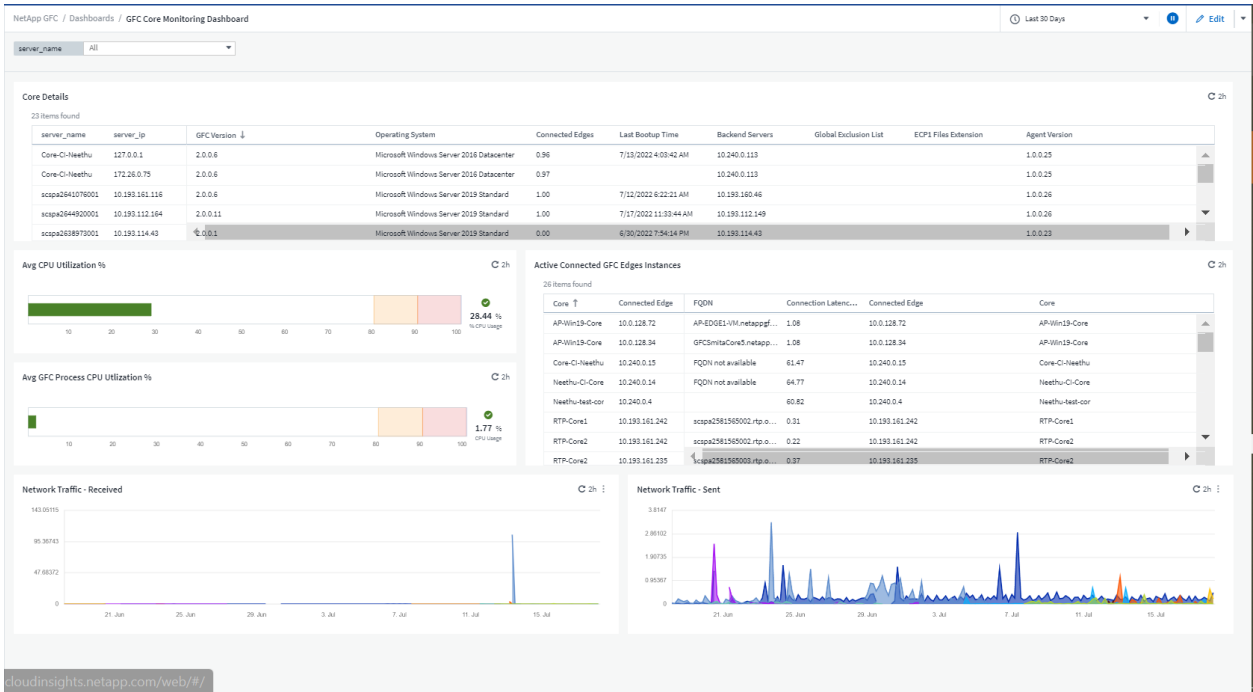 NetApp GFC / Dashboards / GFC Core Monitoring Dashboard
Last 30 Days
Edit
server_name All
Core Details
2h
23 items found
server_name server_ip GFC Version ↓ Operating System Connected Edges Last Bootup Time Backend Servers Global Exclusion List ECP1 Files Extension Agent Version
Core-CI-Neethu 127.0.0.1 2.0.0.6 Microsoft Windows Server 2016 Datacenter 0.96 7/13/2022 4:03:42 AM 10.240.0.113 1.0.0.25
Core-CI-Neethu 172.26.0.75 2.0.0.6 Microsoft Windows Server 2016 Datacenter 0.97 10.240.0.113 1.0.0.25
scspa2641076001 10.193.161.116 2.0.0.6 Microsoft Windows Server 2019 Standard 1.00 7/12/2022 6:22:21 AM 10.193.160.46 1.0.0.26
scspa2644920001 10.193.112.164 2.0.0.11 Microsoft Windows Server 2019 Standard 1.00 7/17/2022 11:33:44 AM 10.193.112.149 1.0.0.26
scspa2638973001 10.193.114.43 2.0.0.1 Microsoft Windows Server 2019 Standard 0.00 6/30/2022 7:54:14 PM 10.193.114.43 1.0.0.23
Avg CPU Utilization %
2h
28.44 %
% CPU Usage
10 20 30 40 50 60 70 80 90 100
Avg GFC Process CPU Utlization %
2h
1.77 %
CPU Usage
10 20 30 40 50 60 70 80 90 100
Active Connected GFC Edges Instances
2h
26 items found
Core ↑ Connected Edge FQDN Connection Latenc... Connected Edge Core
AP-Win19-Core 10.0.128.72 AP-EDGE1-VM.netappgf... 1.08 10.0.128.72 AP-Win19-Core
AP-Win19-Core 10.0.128.34 GFCSmitaCore5.netapp... 1.08 10.0.128.34 AP-Win19-Core
Core-CI-Neethu 10.240.0.15 FQDN not available 61.47 10.240.0.15 Core-CI-Neethu
Neethu-CI-Core 10.240.0.14 FQDN not available 64.77 10.240.0.14 Neethu-CI-Core
Neethu-test-cor 10.240.0.4 60.82 10.240.0.4 Neethu-test-cor
RTP-Core1 10.193.161.242 scspa2581565002.rtp.o... 0.31 10.193.161.242 RTP-Core1
RTP-Core2 10.193.161.242 scspa2581565002.rtp.o... 0.22 10.193.161.242 RTP-Core2
RTP-Core2 10.193.161.235 scspa2581565003.rtp.o... 0.37 10.193.161.235 RTP-Core2
Network Traffic - Received
2h
143.05115
95.36743
47.68372
0
21. Jun 25. Jun 29. Jun 3. Jul 7. Jul 11. Jul 15. Jul
Network Traffic - Sent
2h
3.8147
2.86102
1.90735
0.95367
0
21. Jun 25. Jun 29. Jun 3. Jul 7. Jul 11. Jul 15. Jul
cloudinsights.netapp.com/web/#/